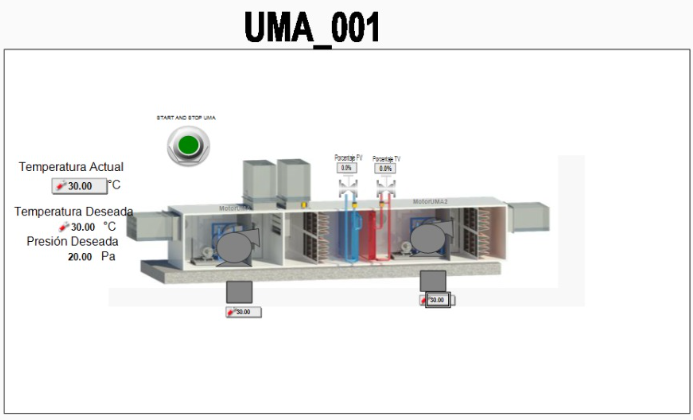 UMA_001
START AND STOP UMA
Porcentaje FV
Porcentaje TV
0.0%
0.0%
Temperatura Actual
30.00 °C
MotorUMA2
Temperatura Deseada
30.00 °C
Presión Deseada
20.00 Pa
30.00
30.00